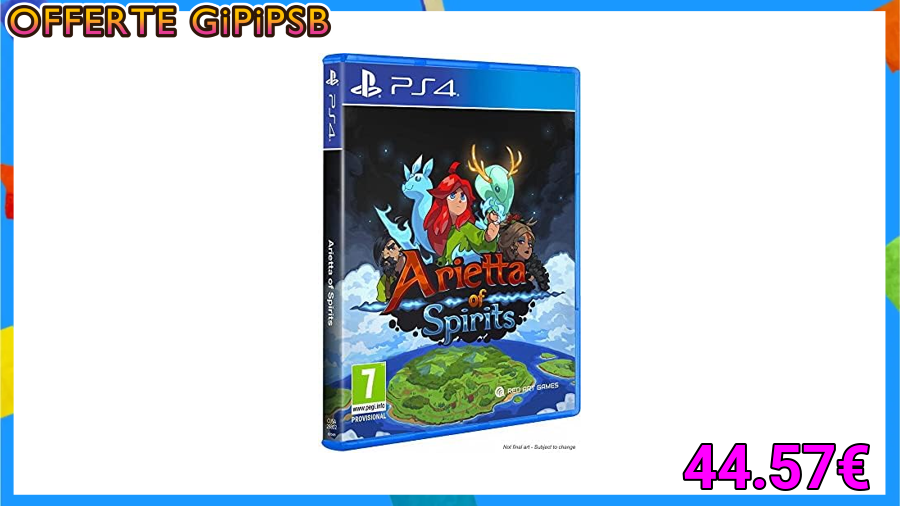 OFFERTE GiPiPSB
PS4
PS4
Arietta of Spirits
Arietta
of
Spirits
7
www.pegi.info
PROVISIONAL
RED ART GAMES
Not final art - Subject to change
44.57€